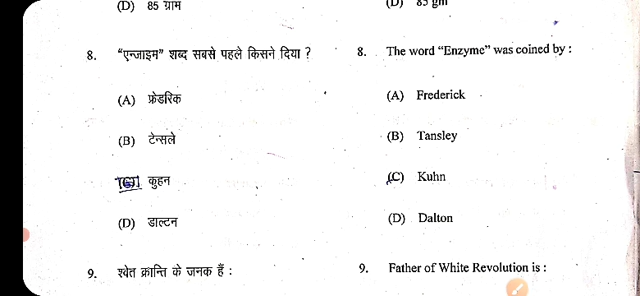 (D) 85 ग्राम
8. "एन्जाइम" शब्द सबसे पहले किसने दिया ?
(A) फ्रेडरिक
(B) टेन्सले
कुहन
(D) डाल्टन
9. श्वेत क्रान्ति के जनक हैं :
(D) 85 gm
8. The word "Enzyme" was coined by :
(A) Frederick
(B) Tansley
(C) Kuhn
(D) Dalton
9. Father of White Revolution is :